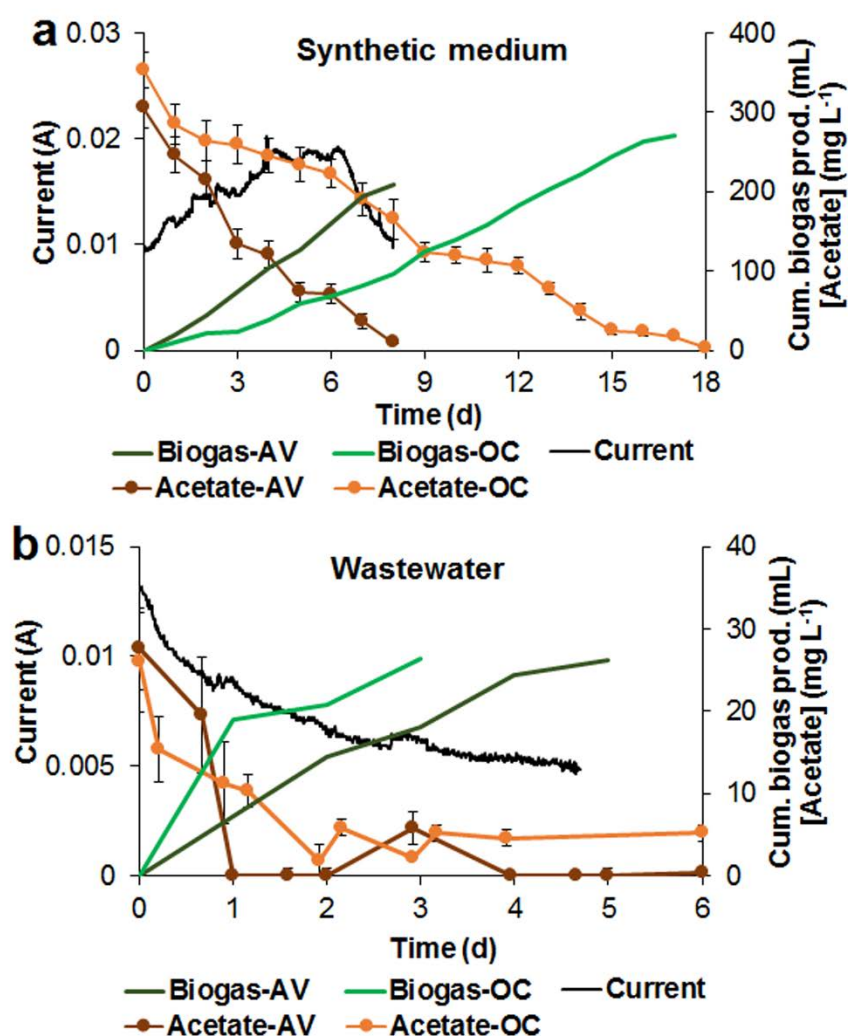 a
Synthetic medium
0.03 400
0.02 300
200
0.01 100
0 0
Current (A)
Cum. biogas prod. (mL)
[Acetate] (mg L-1)
0 3 6 9 12 15 18
Time (d)
Biogas-AV Biogas-OC Current
Acetate-AV Acetate-OC
b
Wastewater
0.015 40
0.01 30
20
0.005 10
0 0
Current (A)
Cum. biogas prod. (mL)
[Acetate] (mg L-1)
0 1 2 3 4 5 6
Time (d)
Biogas-AV Biogas-OC Current
Acetate-AV Acetate-OC